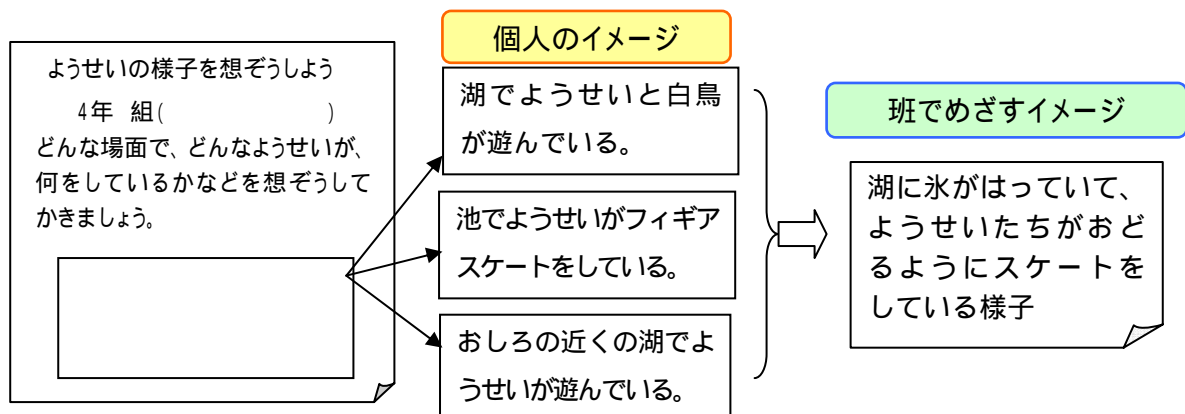 ようせいの様子を想ぞうしよう
4年 組( )
どんな場面で、どんなようせいが、
何をしているかなどを想ぞうして
かきましょう。
個人のイメージ
湖でようせいと白鳥
が遊んでいる。
池でようせいがフィギア
スケートをしている。
おしろの近くの湖でよ
うせいが遊んでいる。
班でめざすイメージ
湖に氷がはっていて、
ようせいたちがおど
るようにスケートを
している様子